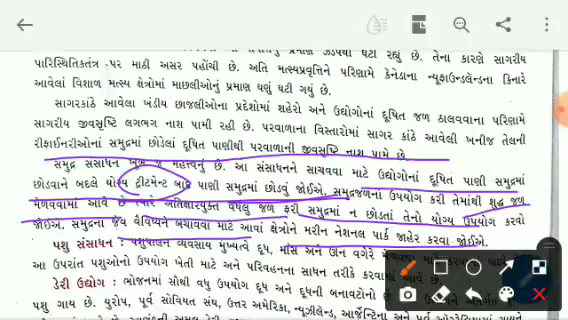 પારિસ્થિતિકતંત્ર પર માઠી અસર પહોંચી છે. અતિ મત્સ્યપ્રવૃત્તિને પરિણામે કેનેડાના ન્યૂફાઉન્ડલેન્ડના કિનારે
આવેલાં વિશાળ મત્સ્ય ક્ષેત્રોમાં માછલીઓનું પ્રમાણ ઘણું ઘટી ગયું છે.
સાગરકાંઠે આવેલા ખંડીય છાજલીઓના પ્રદેશોમાં શહેરો અને ઉદ્યોગોનાં દૂષિત જળ ઠાલવવાના પરિણામે
સાગરીય જીવસૃષ્ટિ લગભગ નાશ પામી રહી છે. પરવાળાના વિસ્તારોમાં સાગર કાંઠે આવેલી ખનીજ તેલની
રીફાઈનરીઓનાં સમુદ્રમાં છોડેલાં દૂષિત પાણીથી પરવાળાની જીવસૃષ્ટિ નાશ પામે છે.
સમુદ્ર સંસાધન ખૂબ જ મહત્ત્વનું છે. આ સંસાધનને સાચવવા માટે ઉદ્યોગોનાં દૂષિત પાણી સમુદ્રમાં
છોડવાને બદલે યોગ્ય ટ્રીટમેન્ટ બાદ પાણી સમુદ્રમાં છોડવું જોઈએ. સમુદ્રજળનો ઉપયોગ કરી તેમાંથી શુદ્ધ જળ
મેળવવામાં આવે છે ત્યારે અતિક્ષારયુક્ત વધેલું જળ ફરી સમુદ્રમાં ન છોડતાં તેનો યોગ્ય ઉપયોગ કરવો
જોઈએ. સમુદ્રના જૈવ વૈવિધ્યને બચાવવા માટે આવાં ક્ષેત્રોને મરીન નેશનલ પાર્ક જાહેર કરવા જોઈએ.
પશુ સંસાધન : પશુપાલન વ્યવસાય મુખ્યત્વે દૂધ, માંસ અને ઊન વગેરે મેળવવા માટે
આ ઉપરાંત પશુઓનો ઉપયોગ ખેતી માટે અને પરિવહનના સાધન તરીકે કરવામાં
ડેરી ઉદ્યોગ : ભોજનમાં સૌથી વધુ ઉપયોગ દૂધ અને દૂધની બનાવટોનો
પશુ ગાય છે. યુરોપ, પૂર્વ સોવિયત સંઘ, ઉત્તર અમેરિકા, ન્યૂઝીલેન્ડ, આર્જેન્ટિના અને